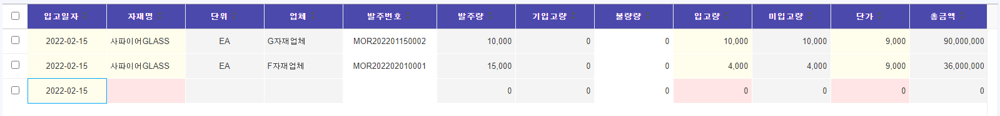 입고일자 자재명 단위 업체 발주번호 발주량 기입고량 불량량 입고량 미입고량 단가 총금액
2022-02-15 사파이어GLASS EA G자재업체 MOR202201150002 10,000 0 0 10,000 10,000 9,000 90,000,000
2022-02-15 사파이어GLASS EA F자재업체 MOR202202010001 15,000 0 0 4,000 4,000 9,000 36,000,000
2022-02-15 0 0 0 0 0 0 0